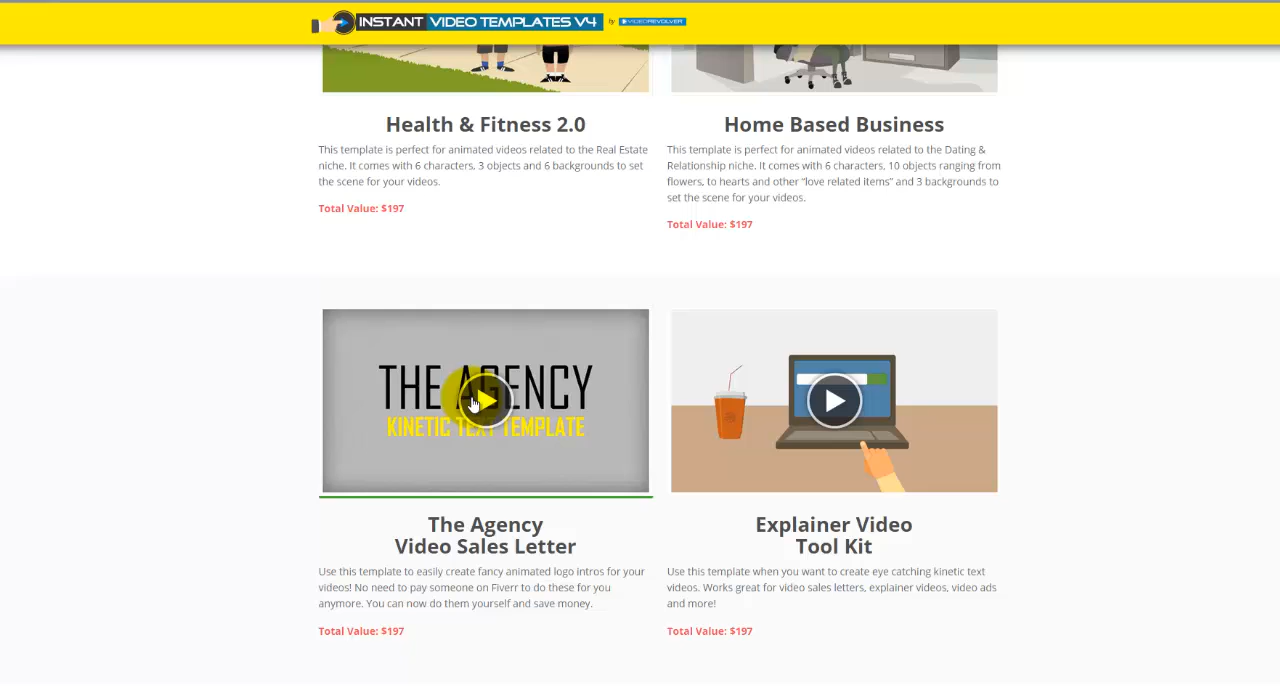 INSTANT VIDEO TEMPLATES V4 by VIDEOREVOLVER
Health & Fitness 2.0
This template is perfect for animated videos related to the Real Estate
niche. It comes with 6 characters, 3 objects and 6 backgrounds to set
the scene for your videos.
Total Value: $197
Home Based Business
This template is perfect for animated videos related to the Dating &
Relationship niche. It comes with 6 characters, 10 objects ranging from
flowers, to hearts and other “love related items” and 3 backgrounds to
set the scene for your videos.
Total Value: $197
THE AGENCY
KINETIC TEXT TEMPLATE
The Agency
Video Sales Letter
Use this template to easily create fancy animated logo intros for your
videos! No need to pay someone on Fiverr to do these for you
anymore. You can now do them yourself and save money.
Total Value: $197
Explainer Video
Tool Kit
Use this template when you want to create eye catching kinetic text
videos. Works great for video sales letters, explainer videos, video ads
and more!
Total Value: $197